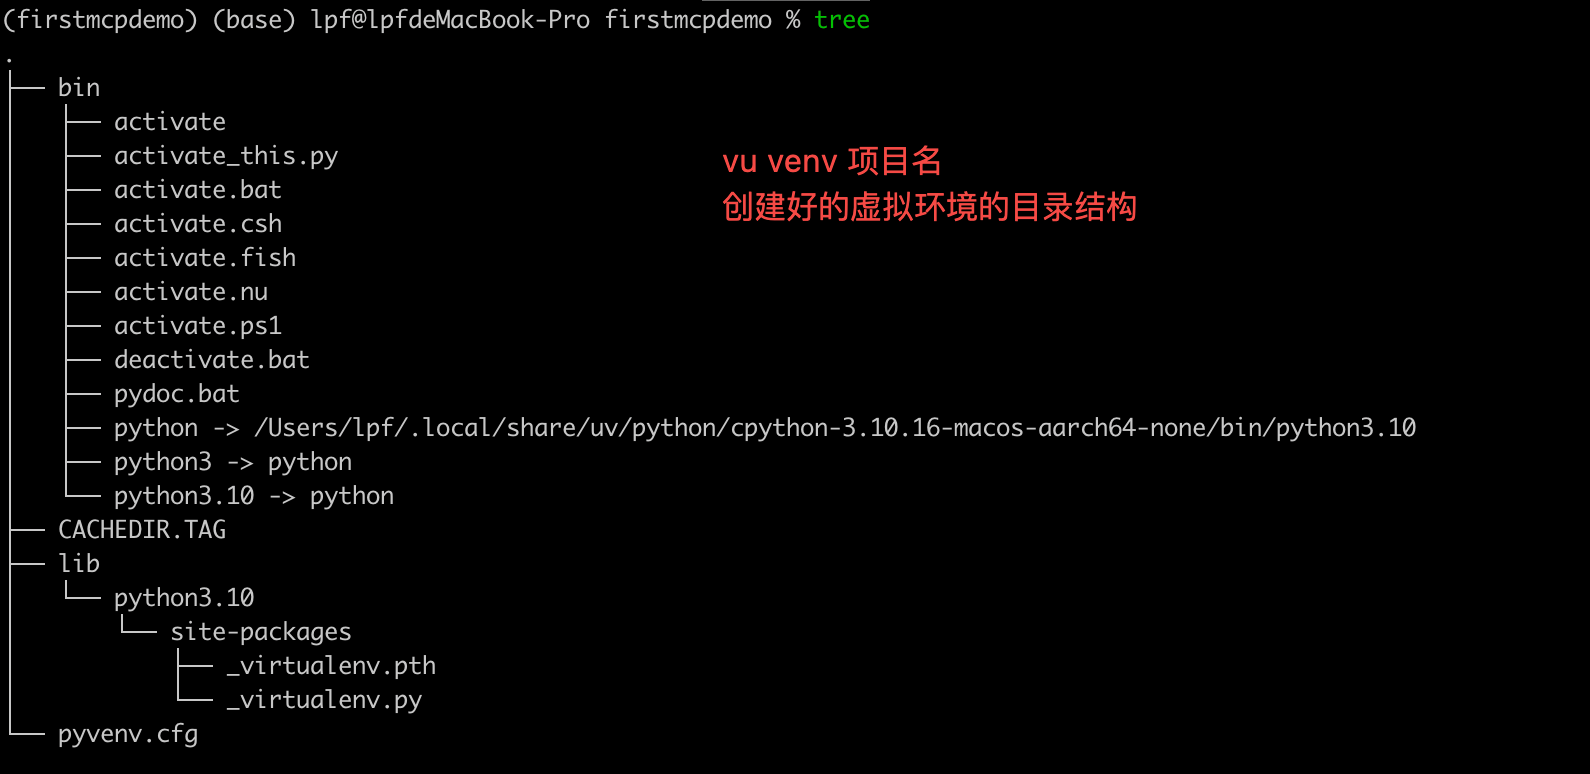 (firstmcpdemo) (base) lpf@lpfdeMacBook-Pro firstmcpdemo % tree
.
├── bin
│   ├── activate
│   ├── activate_this.py
│   ├── activate.bat
│   ├── activate.csh
│   ├── activate.fish
│   ├── activate.nu
│   ├── activate.ps1
│   ├── deactivate.bat
│   ├── pydoc.bat
│   ├── python -> /Users/lpf/.local/share/uv/python/cpython-3.10.16-macos-aarch64-none/bin/python3.10
│   ├── python3 -> python
│   └── python3.10 -> python
├── CACHEDIR.TAG
├── lib
│   └── python3.10
│       └── site-packages
│           ├── _virtualenv.pth
│           └── _virtualenv.py
└── pyvenv.cfg
vu venv 项目名
创建好的虚拟环境的目录结构